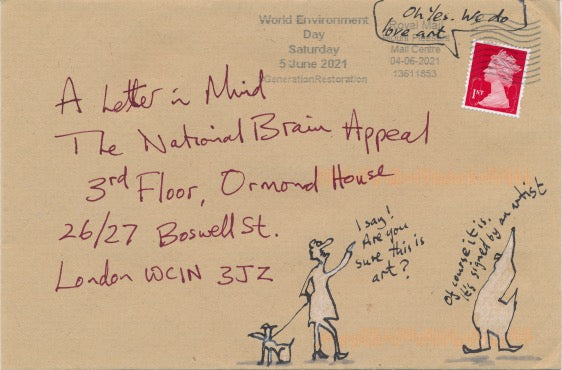 World Environment
Day
Saturday
5 June 2021
#GenerationRestoration
Royal Mail
Mount Pleasant
Mail Centre
04-06-2021
13611853
Oh Yes. We do
love art
1ST
A Letter in Mind
The National Brain Appeal
3rd Floor, Ormond House
26/27 Boswell St.
London WC1N 3JZ
I say!
Are you
sure this is
art?
Of course it is.
It's signed by an artist